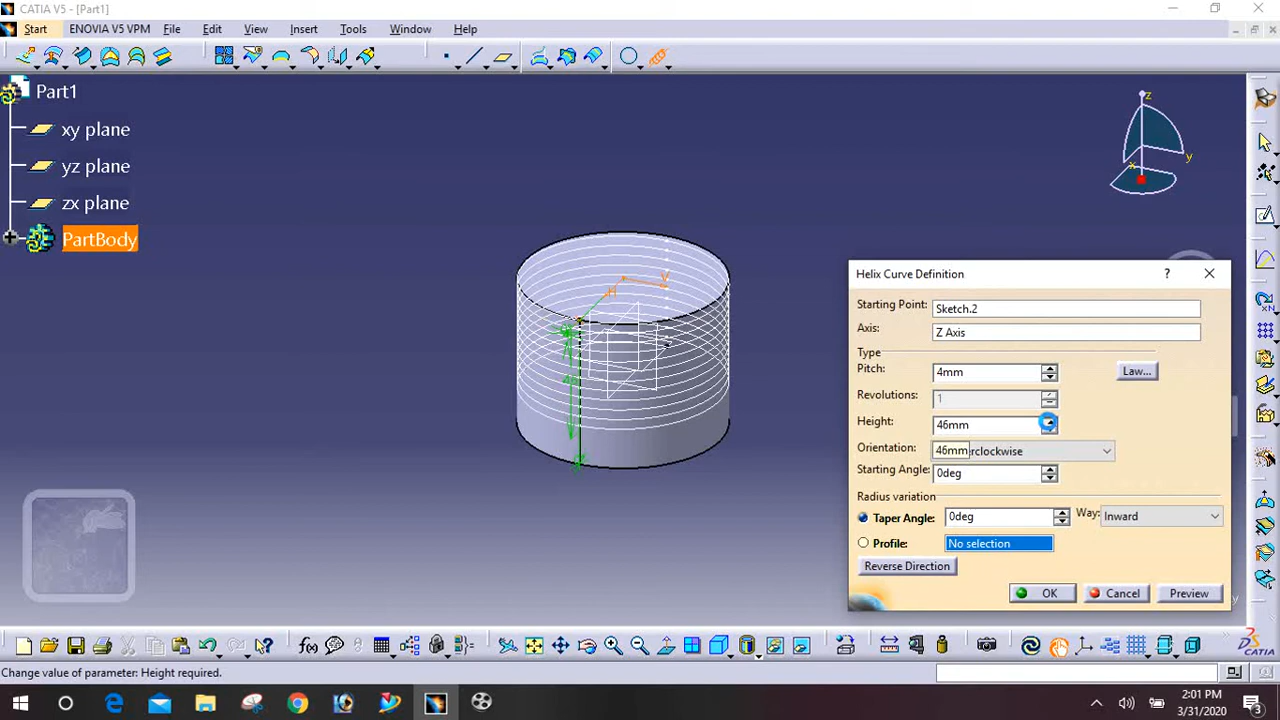 CATIA V5 - [Part1]
Start ENOVIA V5 VPM File Edit View Insert Tools Window Help
Part1
xy plane
yz plane
zx plane
PartBody
z
y
x
V
H
Helix Curve Definition
? 
Starting Point: Sketch.2
Axis: Z Axis
Type
Pitch: 4mm Law...
Revolutions: 1
Height: 46mm
Orientation: 46mm rclockwise
Starting Angle: 0deg
Radius variation
Taper Angle: 0deg Way: Inward
Profile: No selection
Reverse Direction
OK Cancel Preview
f(x)
CATIA
Change value of parameter: Height required.
2:01 PM
3/31/2020
3